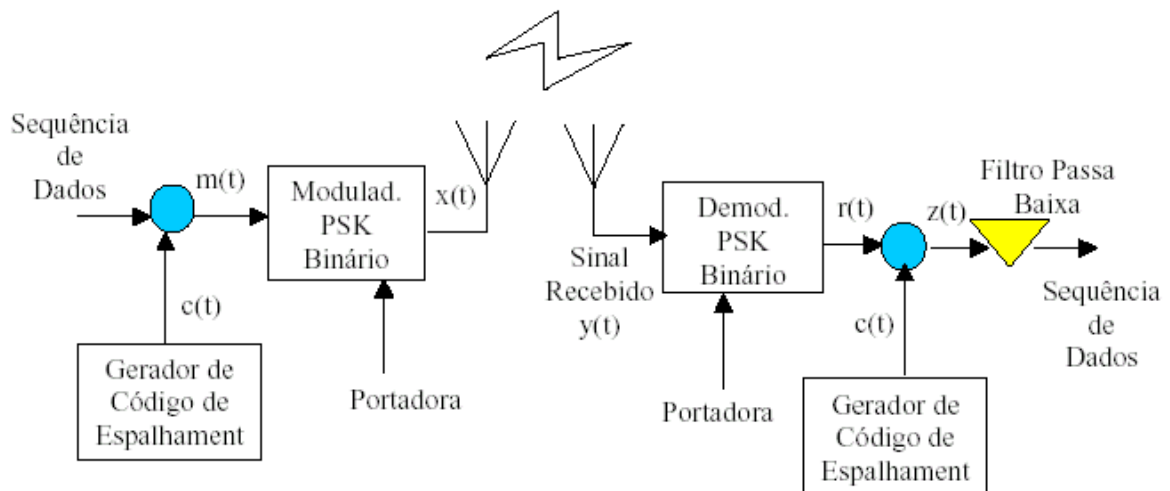 Sequência
de
Dados
m(t)
c(t)
Gerador de
Código de
Espalhament
Modulad.
PSK
Binário
x(t)
Portadora
Sinal
Recebido
y(t)
Demod.
PSK
Binário
r(t)
Portadora
c(t)
Gerador de
Código de
Espalhament
z(t)
Filtro Passa
Baixa
Sequência
de
Dados